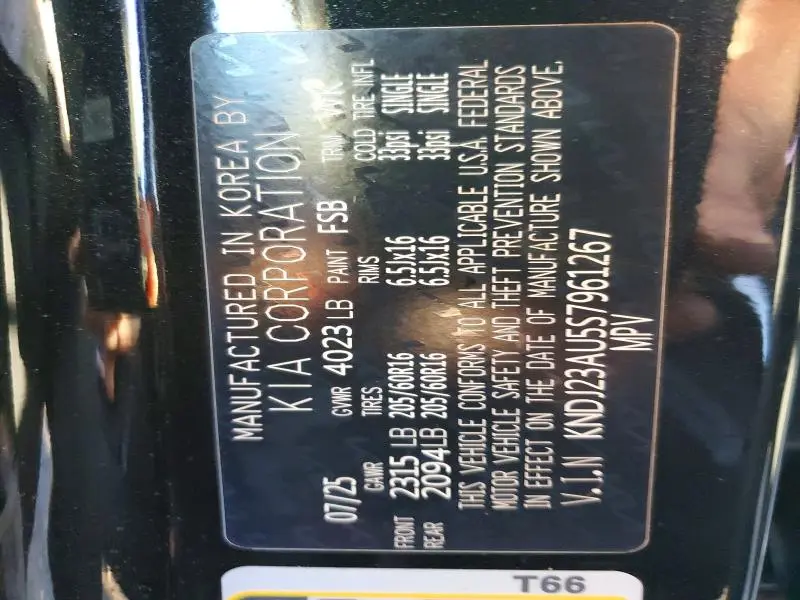 MANUFACTURED IN KOREA BY
KIA CORPORATION
07/25 GVWR 4023 LB PAINT FSB TRIM
GAWR TIRES RIMS COLD TIRE INFL
FRONT 2315 LB 205/60R16 6.5Jx16 33psi SINGLE
REAR 2094LB 205/60R16 6.5Jx16 33psi SINGLE
THIS VEHICLE CONFORMS TO ALL APPLICABLE U.S.A. FEDERAL
MOTOR VEHICLE SAFETY AND THEFT PREVENTION STANDARDS
IN EFFECT ON THE DATE OF MANUFACTURE SHOWN ABOVE.
V.I.N KNDJ23AU5S7961267
MPV
T66